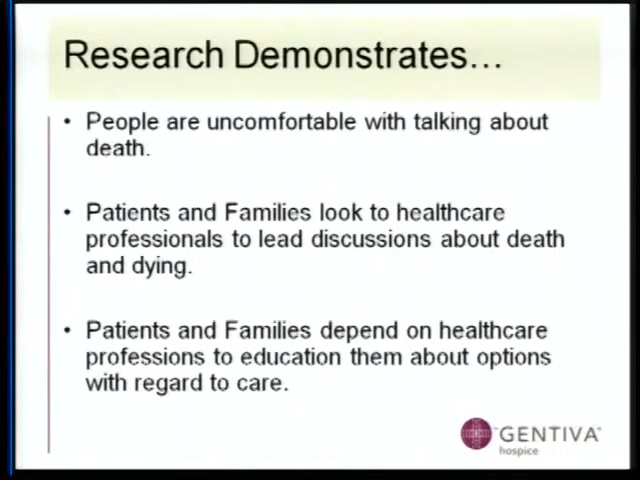 Research Demonstrates...
• People are uncomfortable with talking about
death.
• Patients and Families look to healthcare
professionals to lead discussions about death
and dying.
• Patients and Families depend on healthcare
professions to education them about options
with regard to care.
GENTIVA
hospice